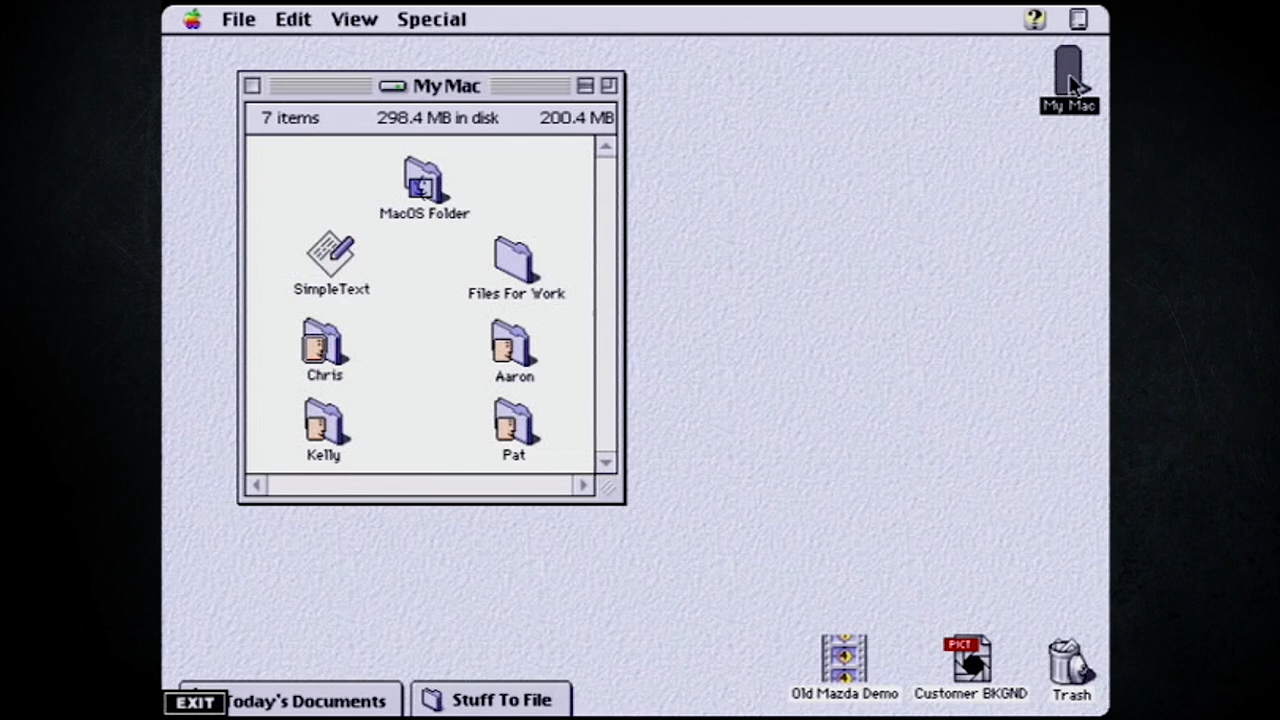 File Edit View Special
My Mac
My Mac
7 items 298.4 MB in disk 200.4 MB
MacOS Folder
SimpleText
Files For Work
Chris Aaron
Kelly Pat
PICT
Old Mazda Demo Customer BKGND Trash
EXIT Today's Documents Stuff To File